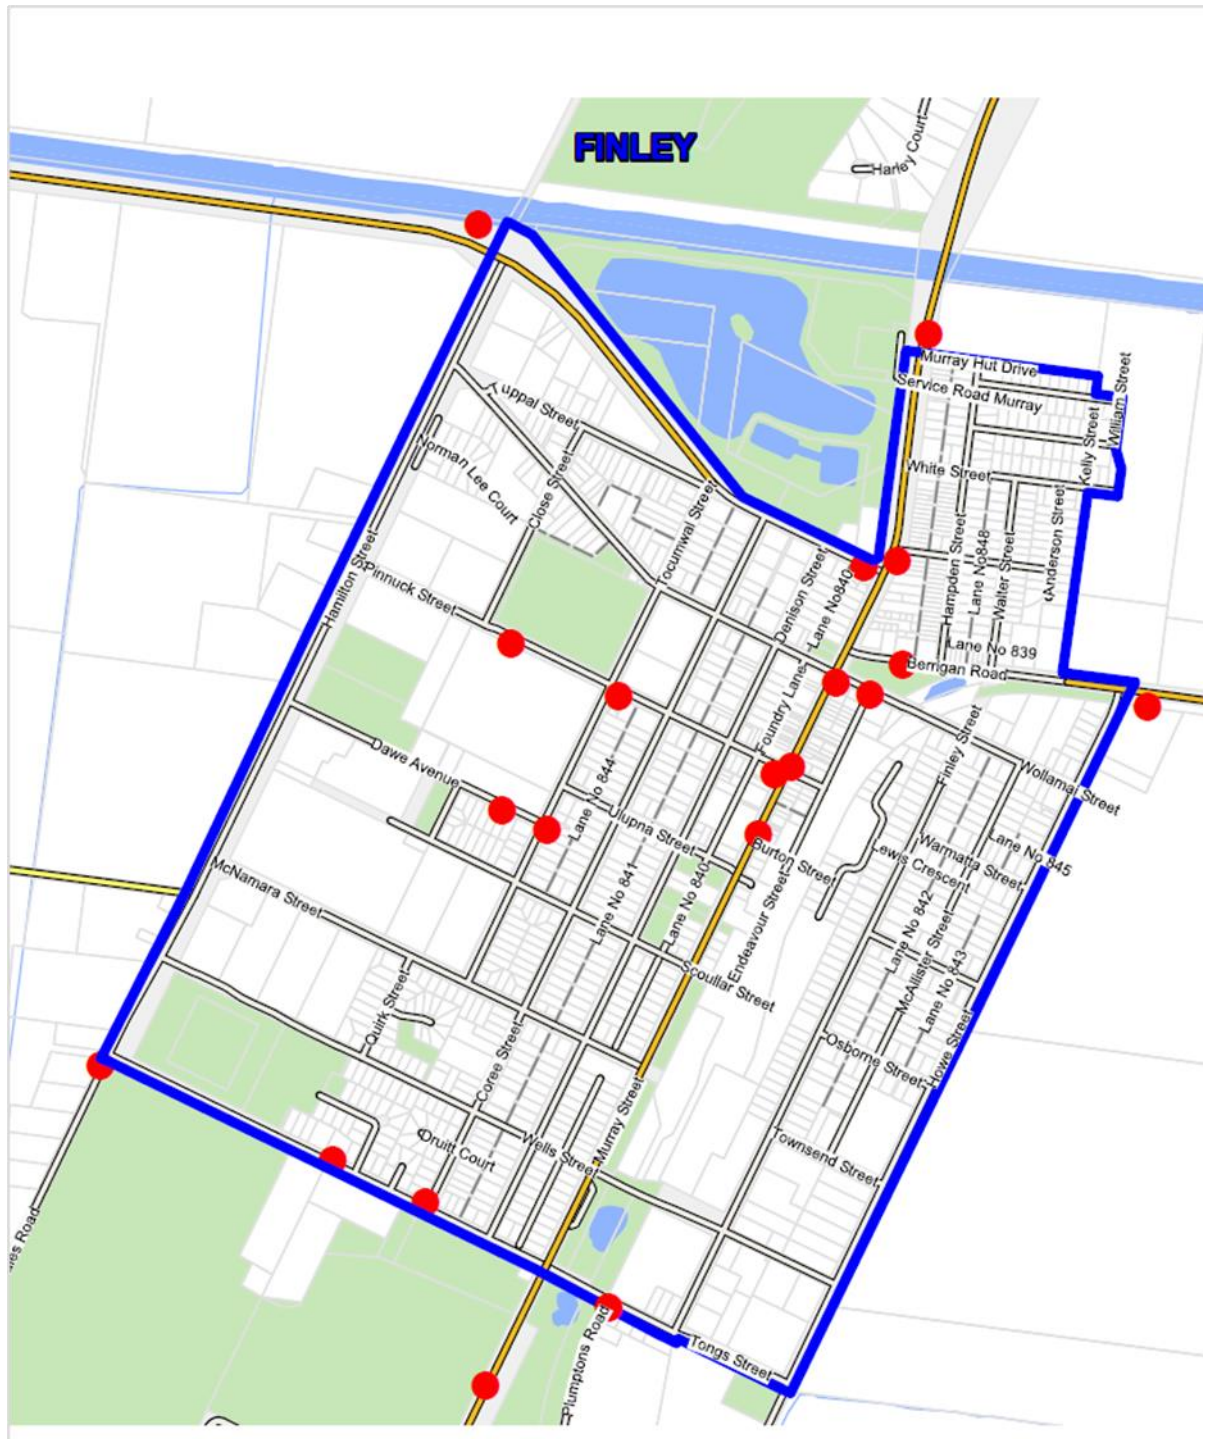 FINLEY
Harley Court
Murray Hut Drive
Service Road Murray
William Street
Kelly Street
Tuppal Street
Norman Lee Court
Close Street
Tocumwal Street
White Street
Anderson Street
Hampden Street
Lane No848
Walter Street
Hamilton Street
Pinnuck Street
Denison Street
Lane No840
Lane No 839
Berrigan Road
Foundry Lane
Finley Street
Wollamai Street
Dawe Avenue
Lane No 844
Ulupna Street
Burton Street
Lewis Crescent
Warmatta Street
Lane No 845
McNamara Street
Lane No 841
Lane No 840
Endeavour Street
Lane No 842
McAllister Street
Lane No 843
Scoullar Street
Quirk Street
Coree Street
Osborne Street
Howe Street
Murray Street
Druitt Court
Wells Street
Townsend Street
Plumptons Road
Tongs Street
Road